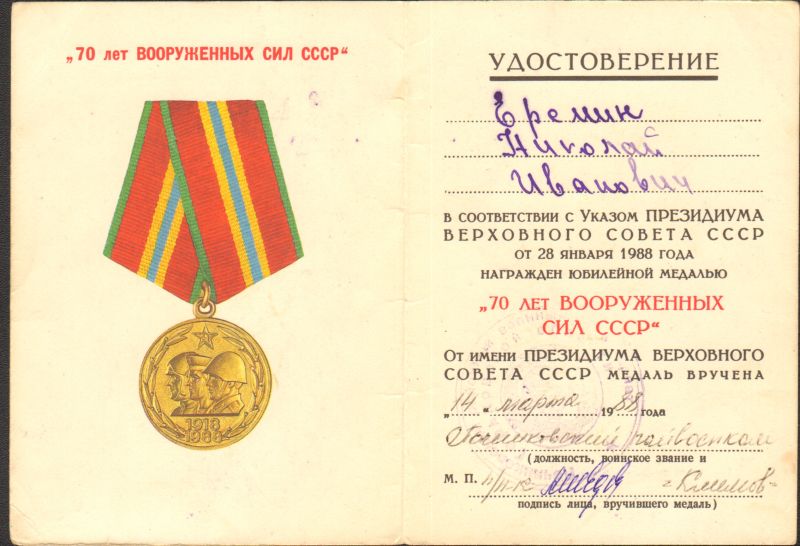 „70 лет ВООРУЖЕННЫХ СИЛ СССР“
1918
1988
УДОСТОВЕРЕНИЕ
Еремин
Николай
Иванович
В СООТВЕТСТВИИ С УКАЗОМ ПРЕЗИДИУМА
ВЕРХОВНОГО СОВЕТА СССР
ОТ 28 ЯНВАРЯ 1988 ГОДА
НАГРАЖДЕН ЮБИЛЕЙНОЙ МЕДАЛЬЮ
„70 ЛЕТ ВООРУЖЕННЫХ
СИЛ СССР“
ОТ ИМЕНИ ПРЕЗИДИУМА ВЕРХОВНОГО
СОВЕТА СССР МЕДАЛЬ ВРУЧЕНА
„14“ марта 1988 года
райвоенком
(должность, воинское звание и
М. П. п/п-к Климов
подпись лица, вручившего медаль)